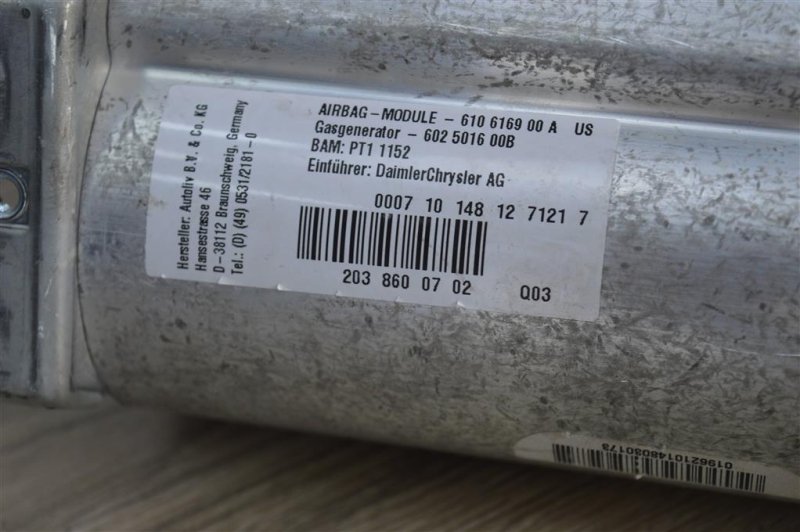 Hersteller: Autoliv B.V. & Co. KG
Hansestrasse 46
D-38112 Braunschweig, Germany
Tel.: (D) (49) 0531/2181-0
AIRBAG-MODULE - 610 6169 00 A US
Gasgenerator - 602 5016 00B
BAM: PT1 1152
Einführer: DaimlerChrysler AG
0007 10 148 12 7121 7
203 860 07 02 Q03
01962101480S0173